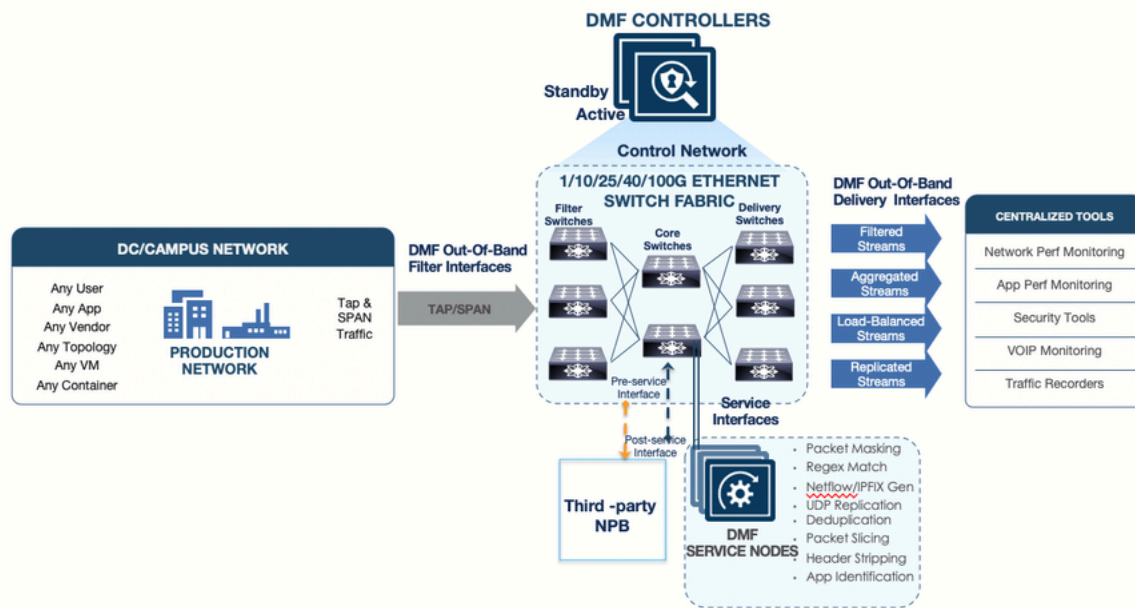 DMF CONTROLLERS
Standby
Active
Control Network
1/10/25/40/100G ETHERNET
SWITCH FABRIC
Filter
Switches
Core
Switches
Delivery
Switches
DC/CAMPUS NETWORK
Any User
Any App
Any Vendor
Any Topology
Any VM
Any Container
PRODUCTION
NETWORK
Tap &
SPAN
Traffic
DMF Out-Of-Band
Filter Interfaces
TAP/SPAN
DMF Out-Of-Band
Delivery Interfaces
Filtered
Streams
Aggregated
Streams
Load-Balanced
Streams
Replicated
Streams
CENTRALIZED TOOLS
Network Perf Monitoring
App Perf Monitoring
Security Tools
VOIP Monitoring
Traffic Recorders
Pre-service
Interface
Post-service
Interface
Service
Interfaces
Third -party
NPB
DMF
SERVICE NODES
• Packet Masking
• Regex Match
• Netflow/IPFIX Gen
• UDP Replication
• Deduplication
• Packet Slicing
• Header Stripping
• App Identification